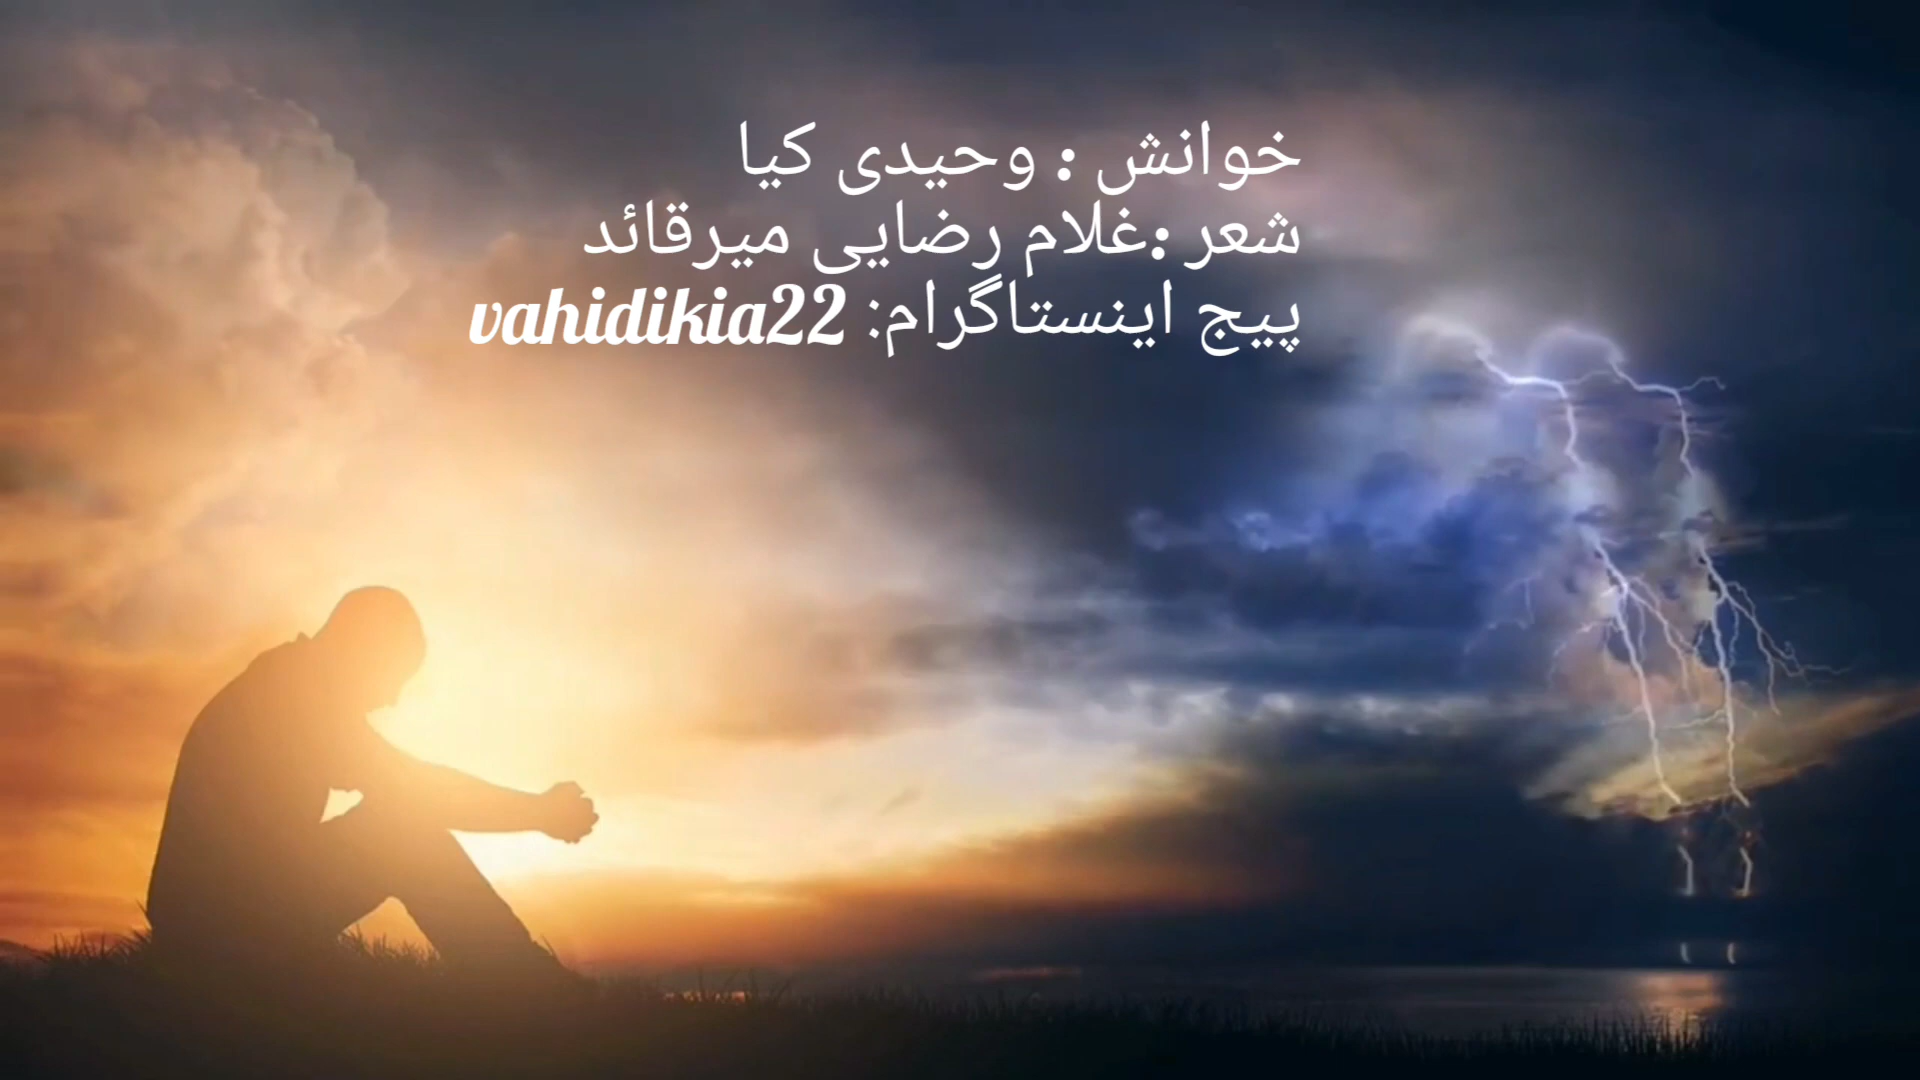 خوانش : وحیدی کیا
شعر :غلام رضایی میرقائد
پیج اینستاگرام: vahidikia22